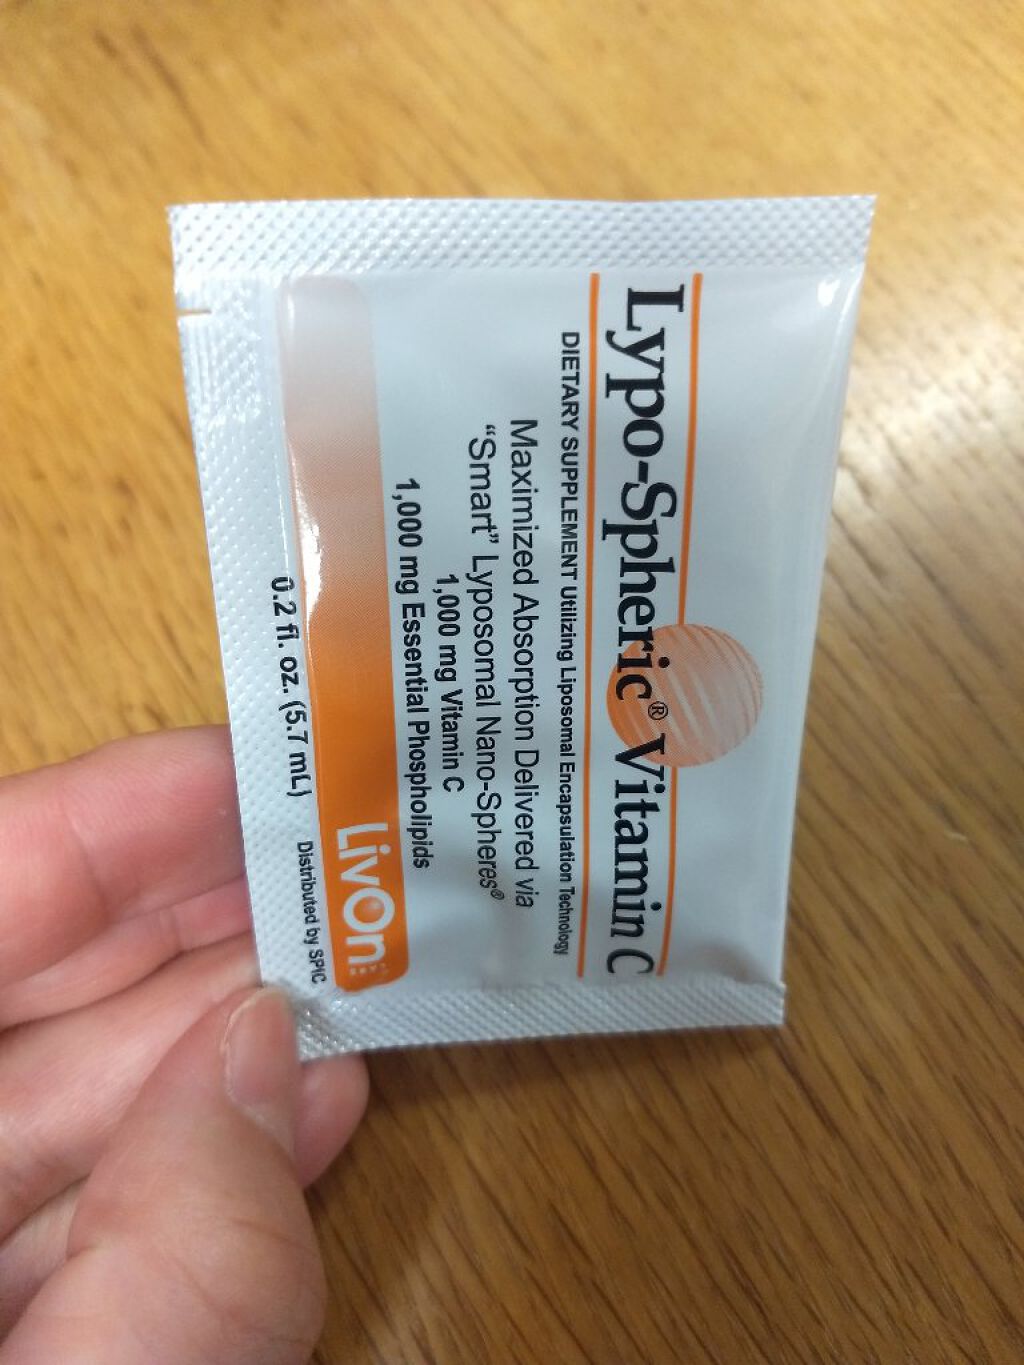 Lypo-Spheric® Vitamin C
DIETARY SUPPLEMENT Utilizing Liposomal Encapsulation Technology
Maximized Absorption Delivered via
“Smart” Lyposomal Nano-Spheres®
1,000 mg Vitamin C
1,000 mg Essential Phospholipids
LivOn
0.2 fl. oz. (5.7 mL)
Distributed by SPIC